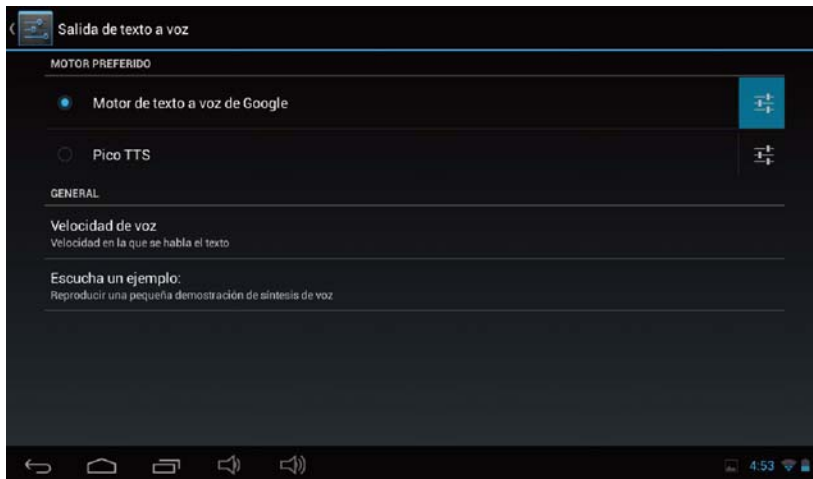 Salida de texto a voz
MOTOR PREFERIDO
Motor de texto a voz de Google
Pico TTS
GENERAL
Velocidad de voz
Velocidad en la que se habla el texto
Escucha un ejemplo:
Reproducir una pequeña demostración de síntesis de voz
4:53